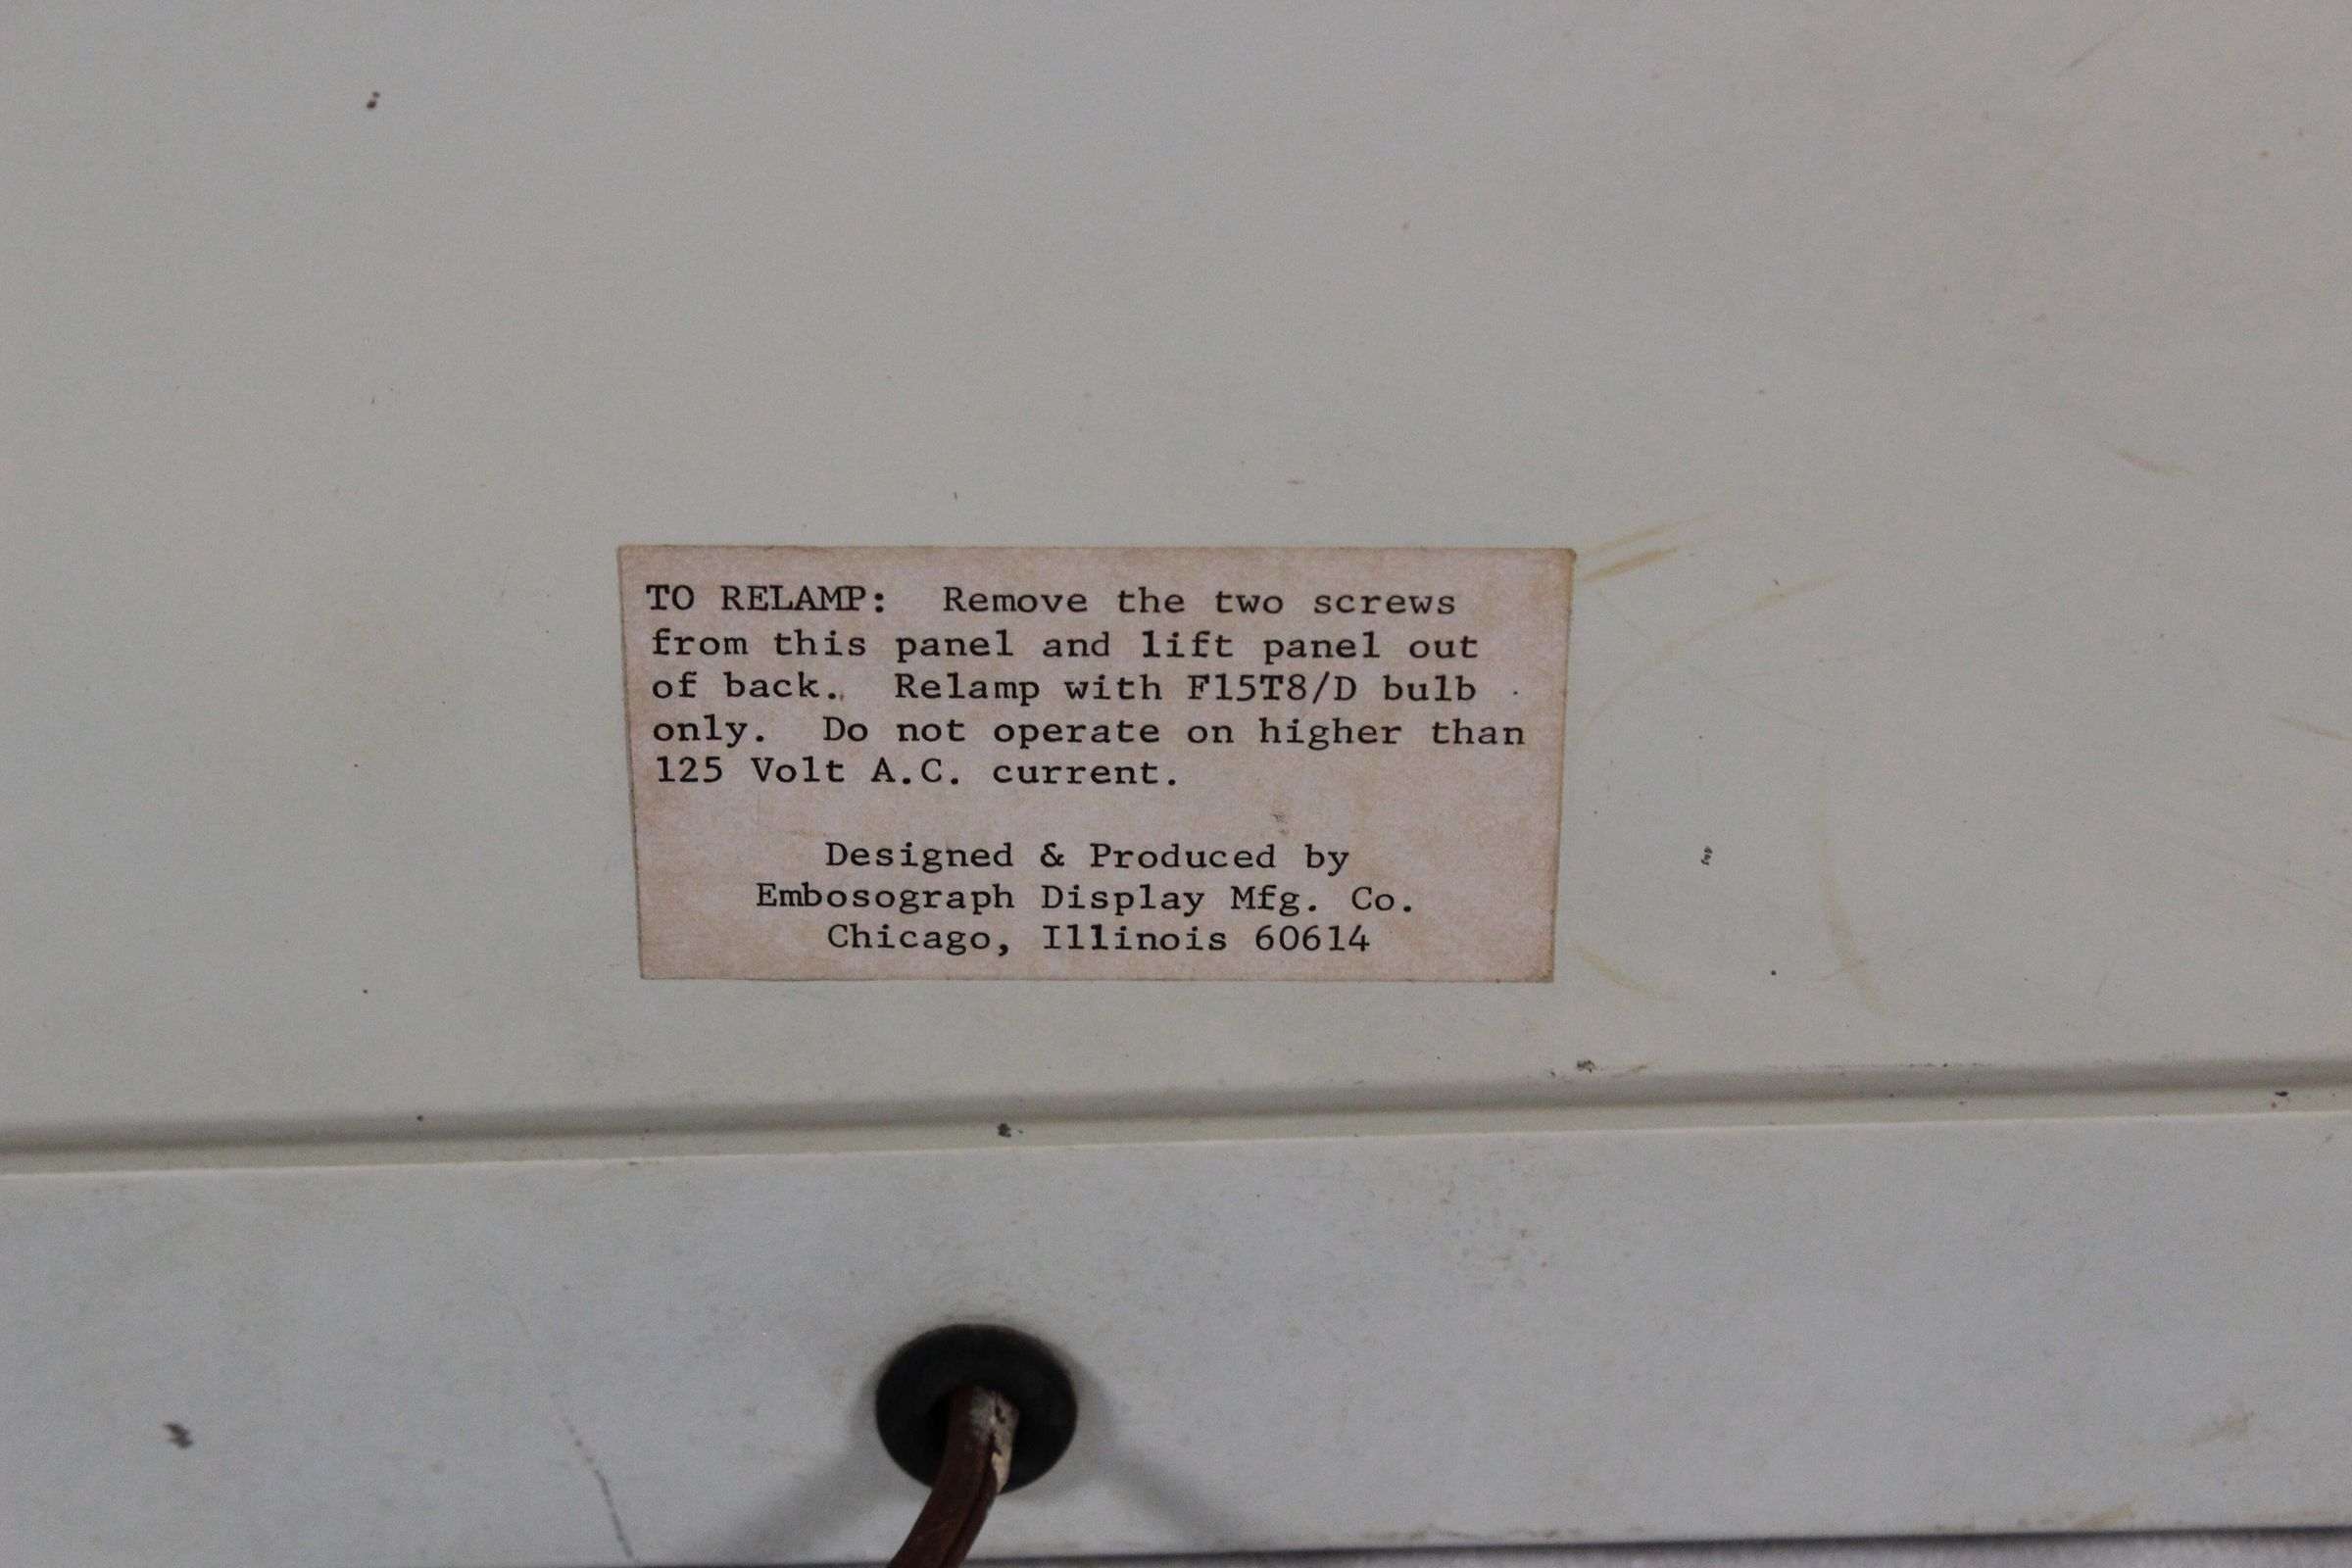 TO RELAMP:  Remove the two screws
from this panel and lift panel out
of back.  Relamp with F15T8/D bulb
only.  Do not operate on higher than
125 Volt A.C. current.
Designed & Produced by
Embosograph Display Mfg. Co.
Chicago, Illinois 60614